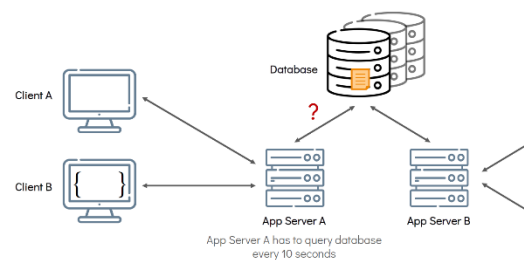 Database
Client A
?
Client B
{ }
App Server A
App Server B
App Server A has to query database
every 10 seconds